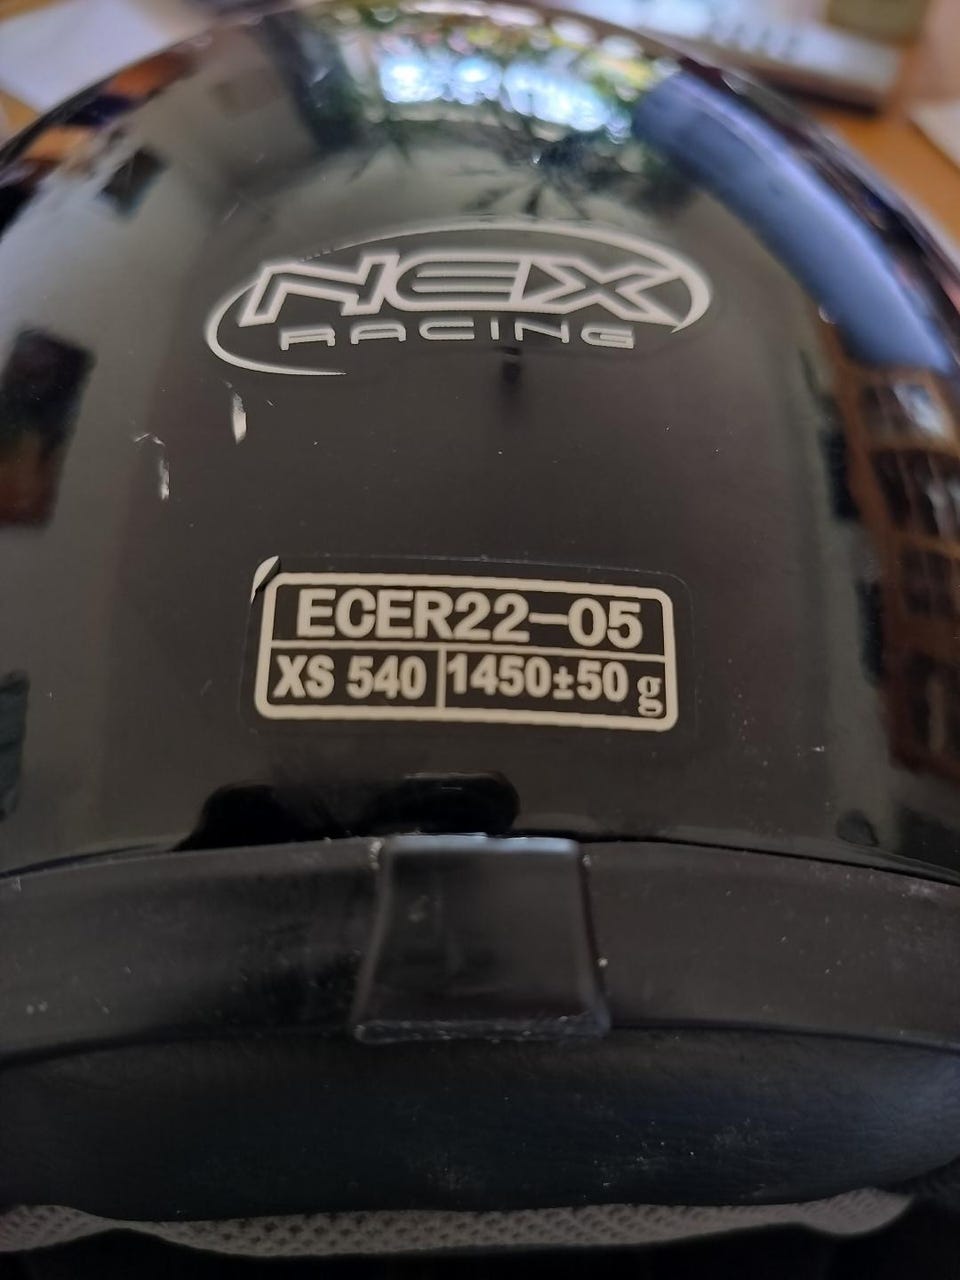 NEX
RACING
ECER22-05
XS 540
1450±50 g